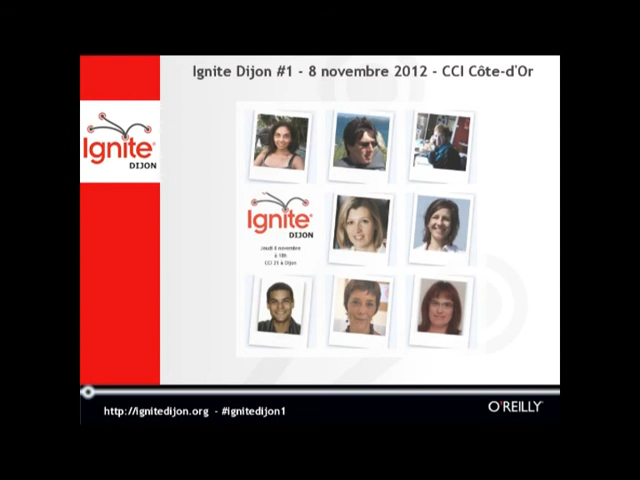 Ignite Dijon #1 - 8 novembre 2012 - CCI Côte-d'Or
Ignite
DIJON
Ignite
DIJON
Jeudi 8 novembre
à 18h
CCI 21 à Dijon
http://ignitedijon.org - #ignitedijon1
O'REILLY